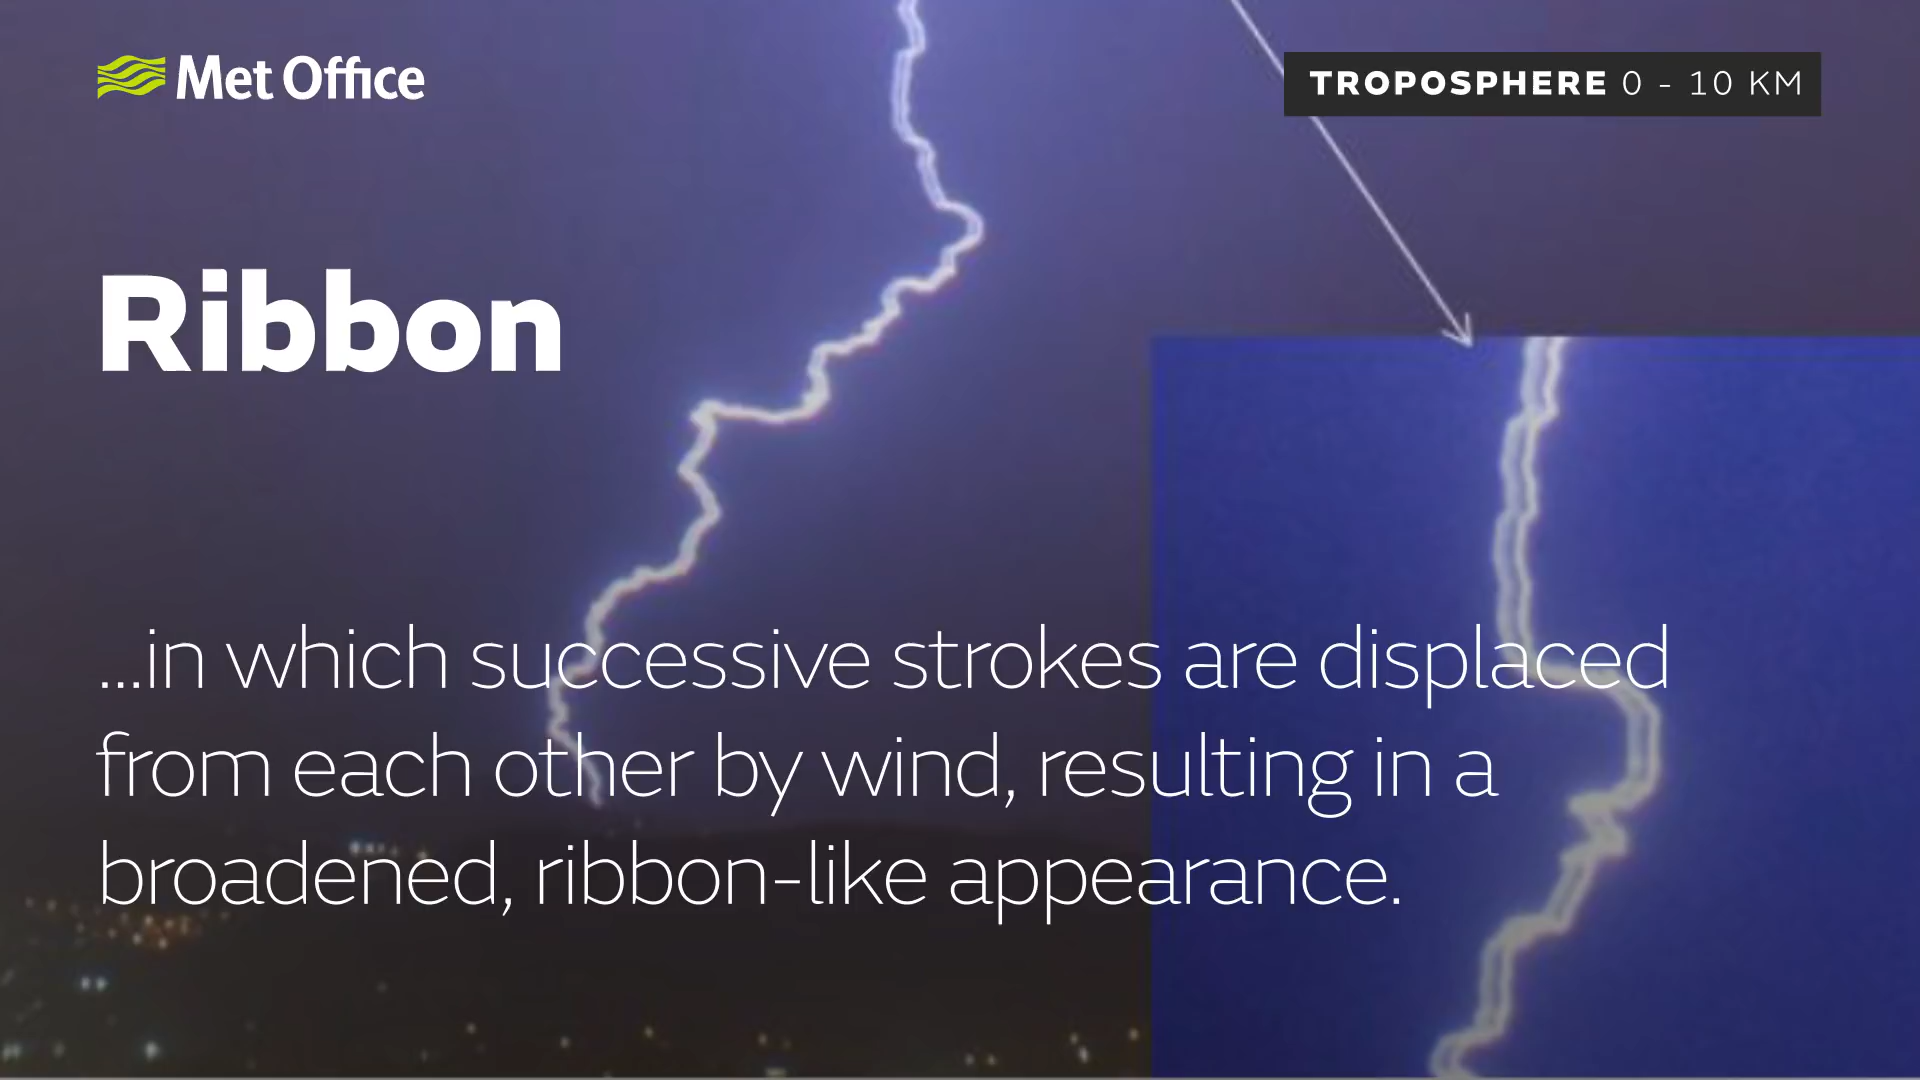 Met Office
TROPOSPHERE 0 - 10 KM
Ribbon
...in which successive strokes are displaced
from each other by wind, resulting in a
broadened, ribbon-like appearance.